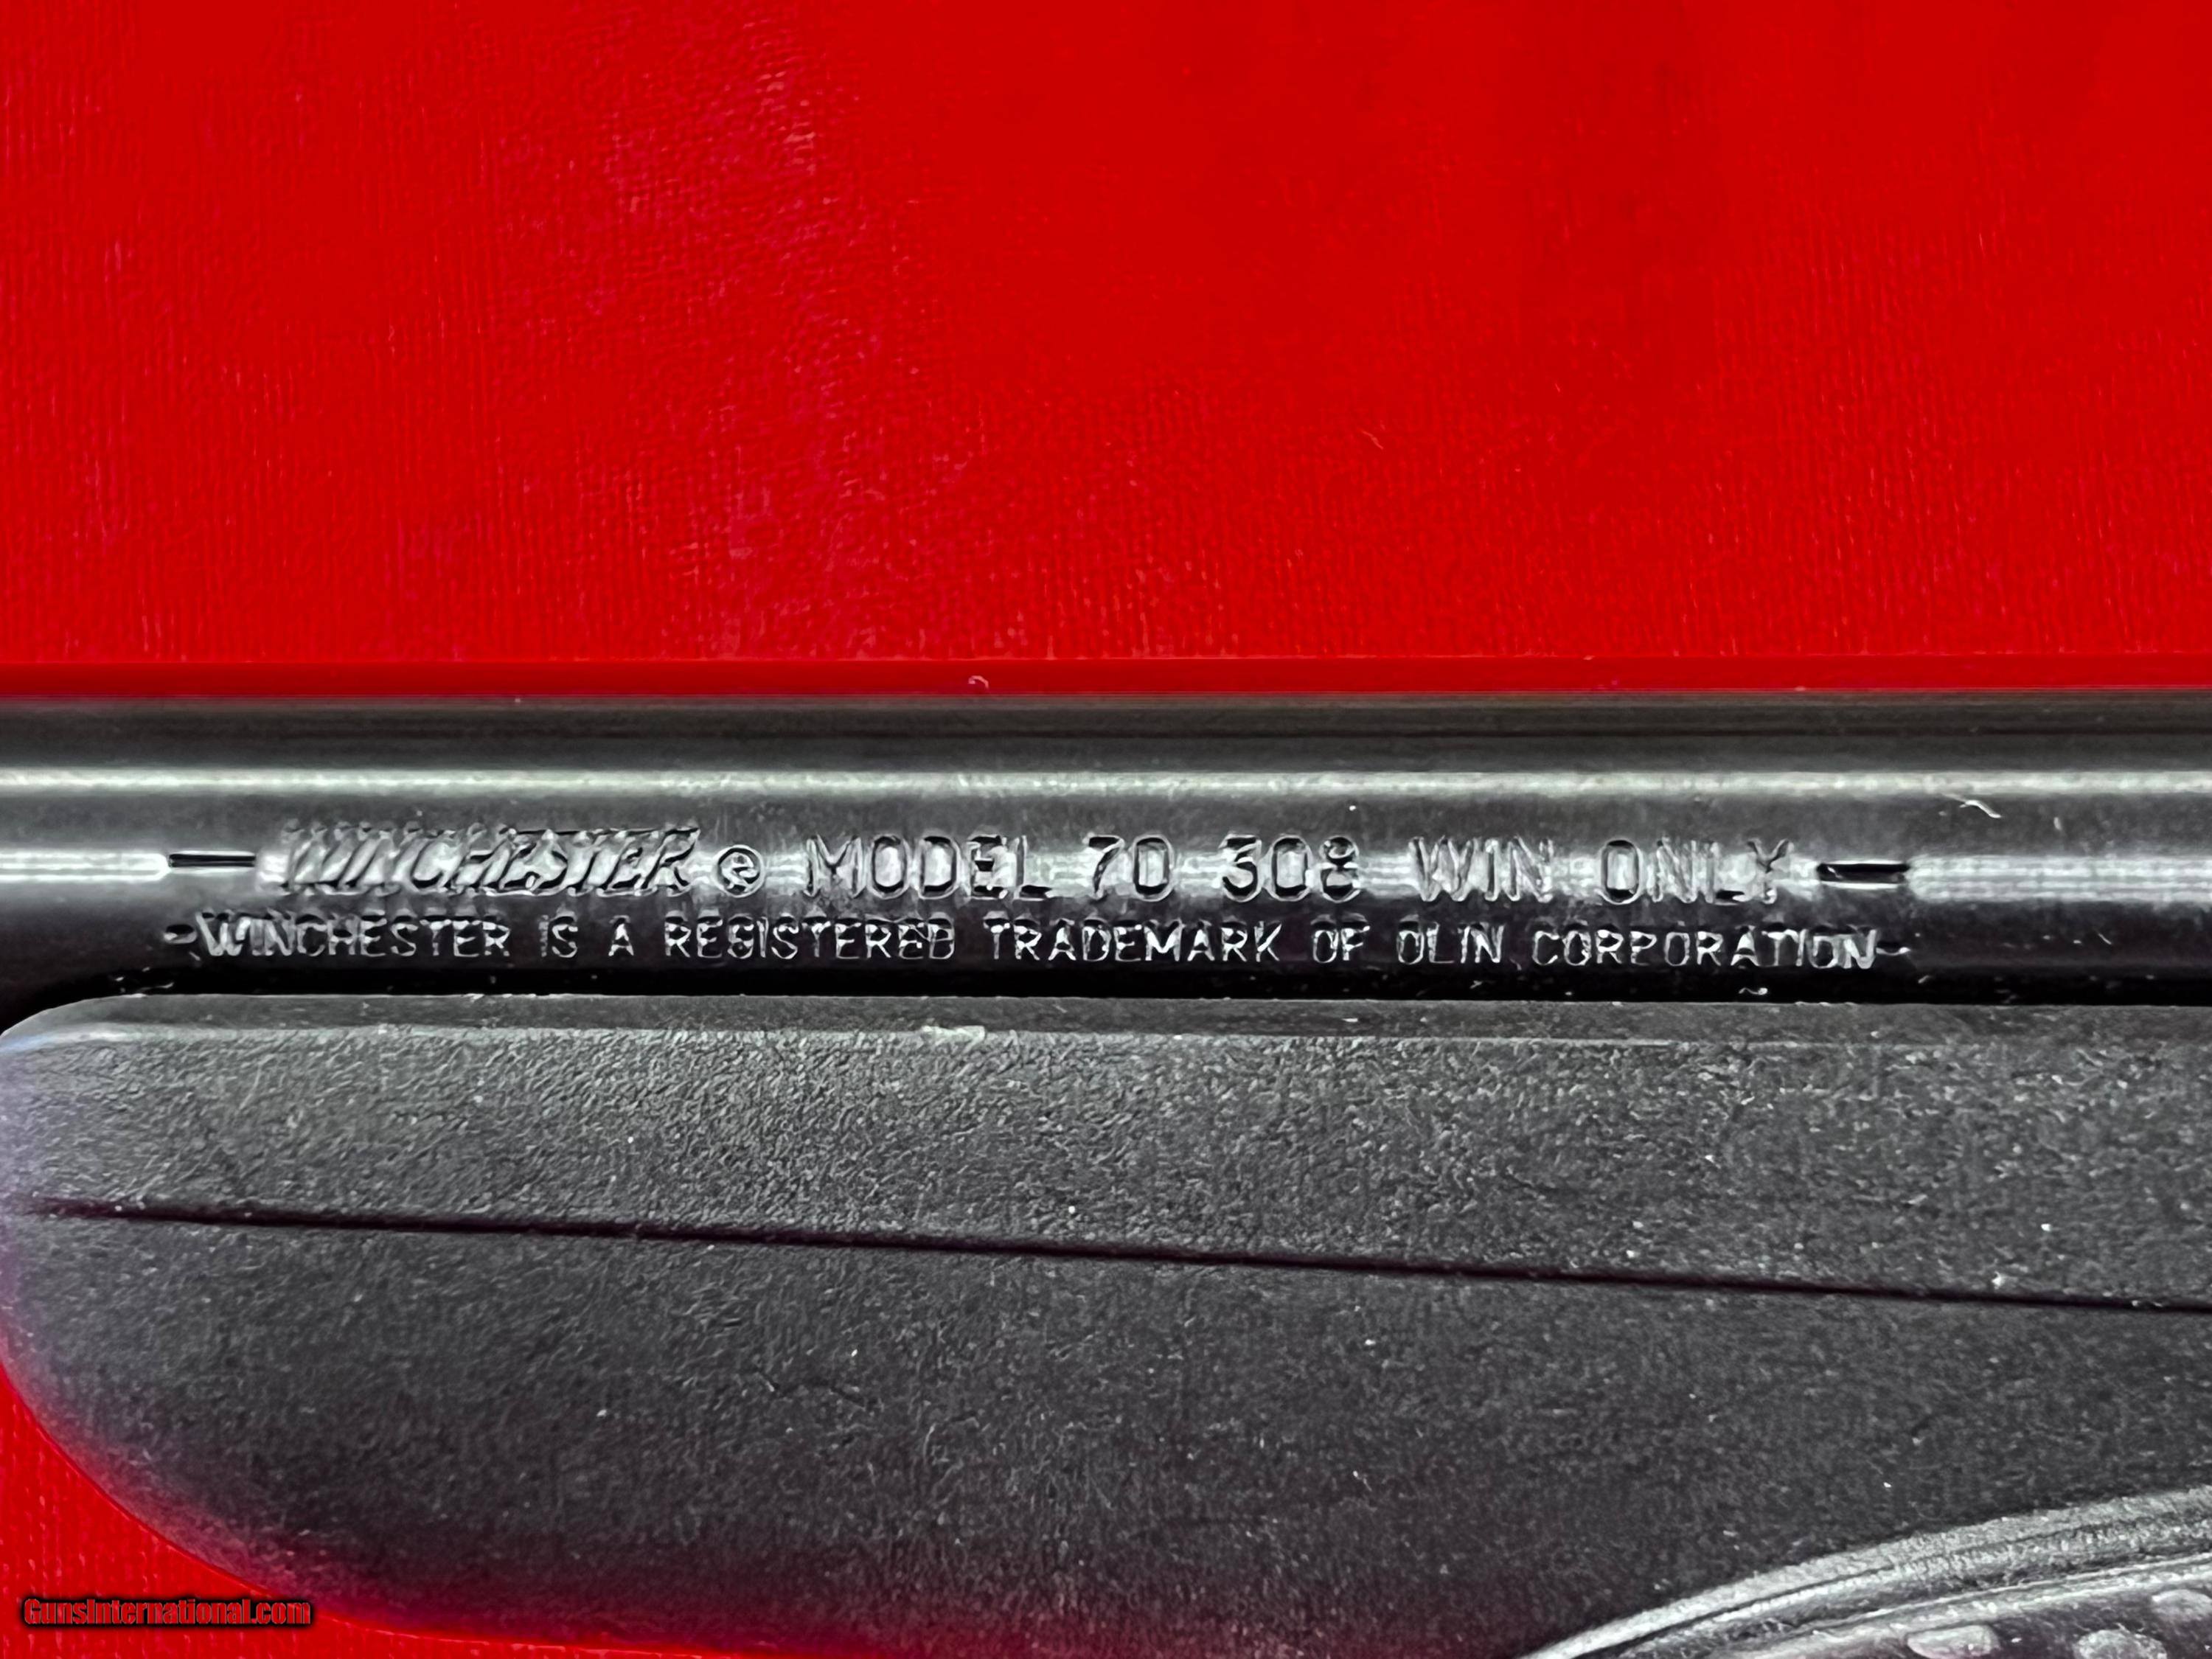 -WINCHESTER ® MODEL 70 308 WIN ONLY-
-WINCHESTER IS A REGISTERED TRADEMARK OF OLIN CORPORATION-
GunsInternational.com